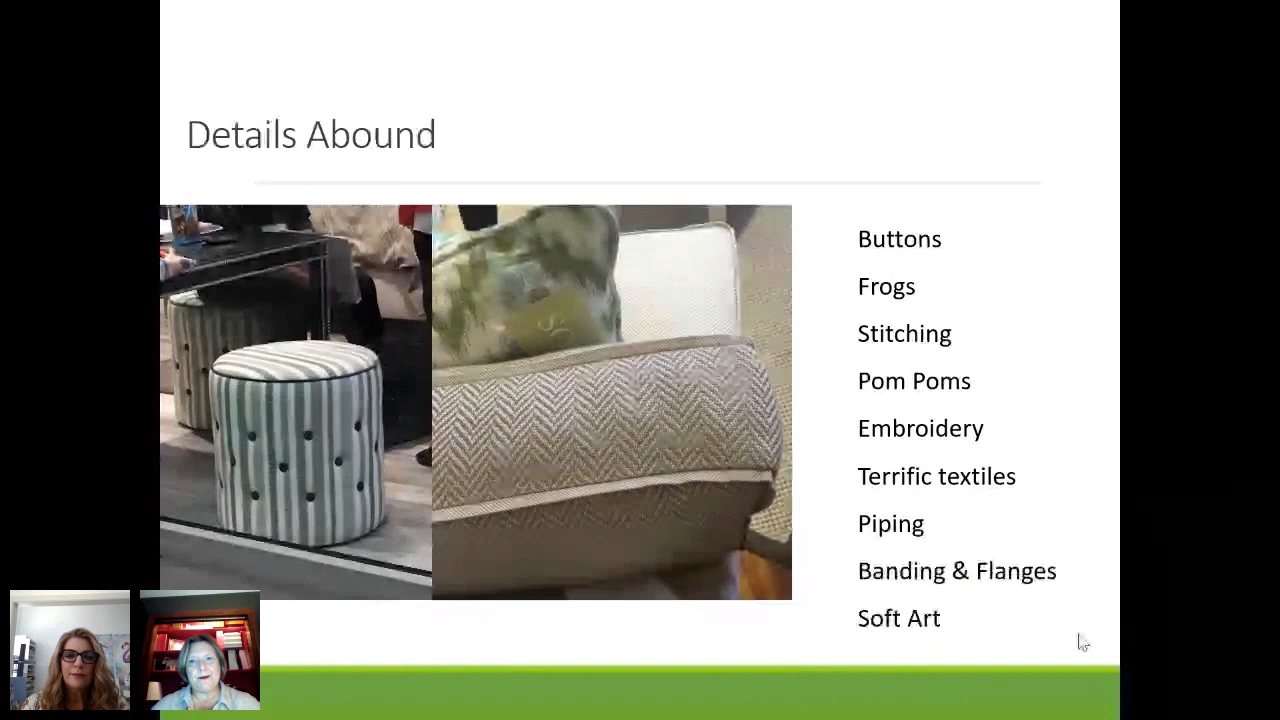 Details Abound
Buttons
Frogs
Stitching
Pom Poms
Embroidery
Terrific textiles
Piping
Banding & Flanges
Soft Art